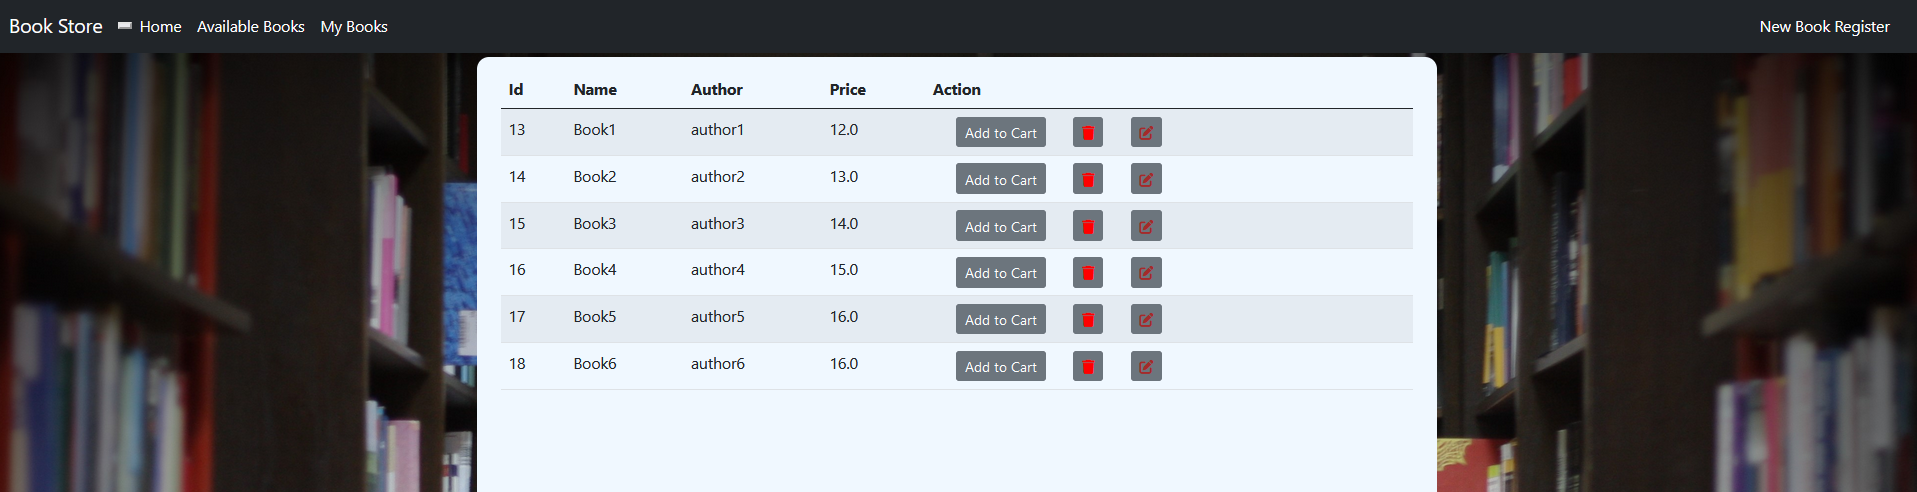 Book Store Home Available Books My Books New Book Register
Id Name Author Price Action
13 Book1 author1 12.0 Add to Cart
14 Book2 author2 13.0 Add to Cart
15 Book3 author3 14.0 Add to Cart
16 Book4 author4 15.0 Add to Cart
17 Book5 author5 16.0 Add to Cart
18 Book6 author6 16.0 Add to Cart